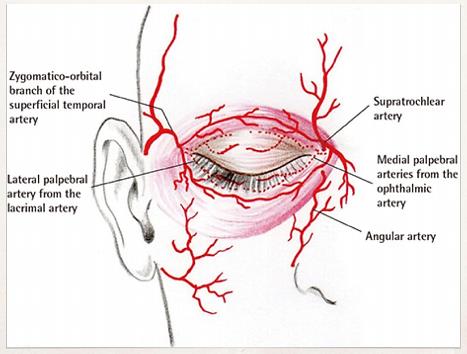 Zygomatico-orbital
branch of the
superficial temporal
artery
Lateral palpebral
artery from the
lacrimal artery
Supratrochlear
artery
Medial palpebral
arteries from the
ophthalmic
artery
Angular artery